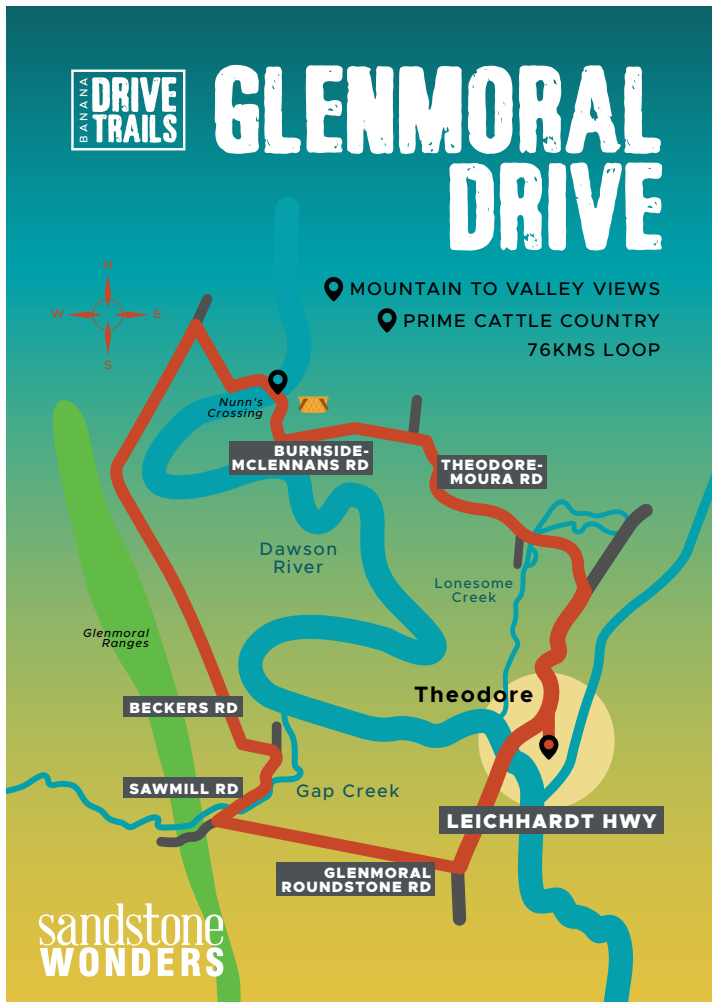 BANANA
DRIVE
TRAILS
GLENMORAL
DRIVE
MOUNTAIN TO VALLEY VIEWS
PRIME CATTLE COUNTRY
76KMS LOOP
N
W
E
S
Nunn's
Crossing
BURNSIDE-
MCLENNANS RD
THEODORE-
MOURA RD
Dawson
River
Lonesome
Creek
Glenmoral
Ranges
Theodore
BECKERS RD
SAWMILL RD
Gap Creek
LEICHHARDT HWY
GLENMORAL
ROUNDSTONE RD
sandstone
WONDERS